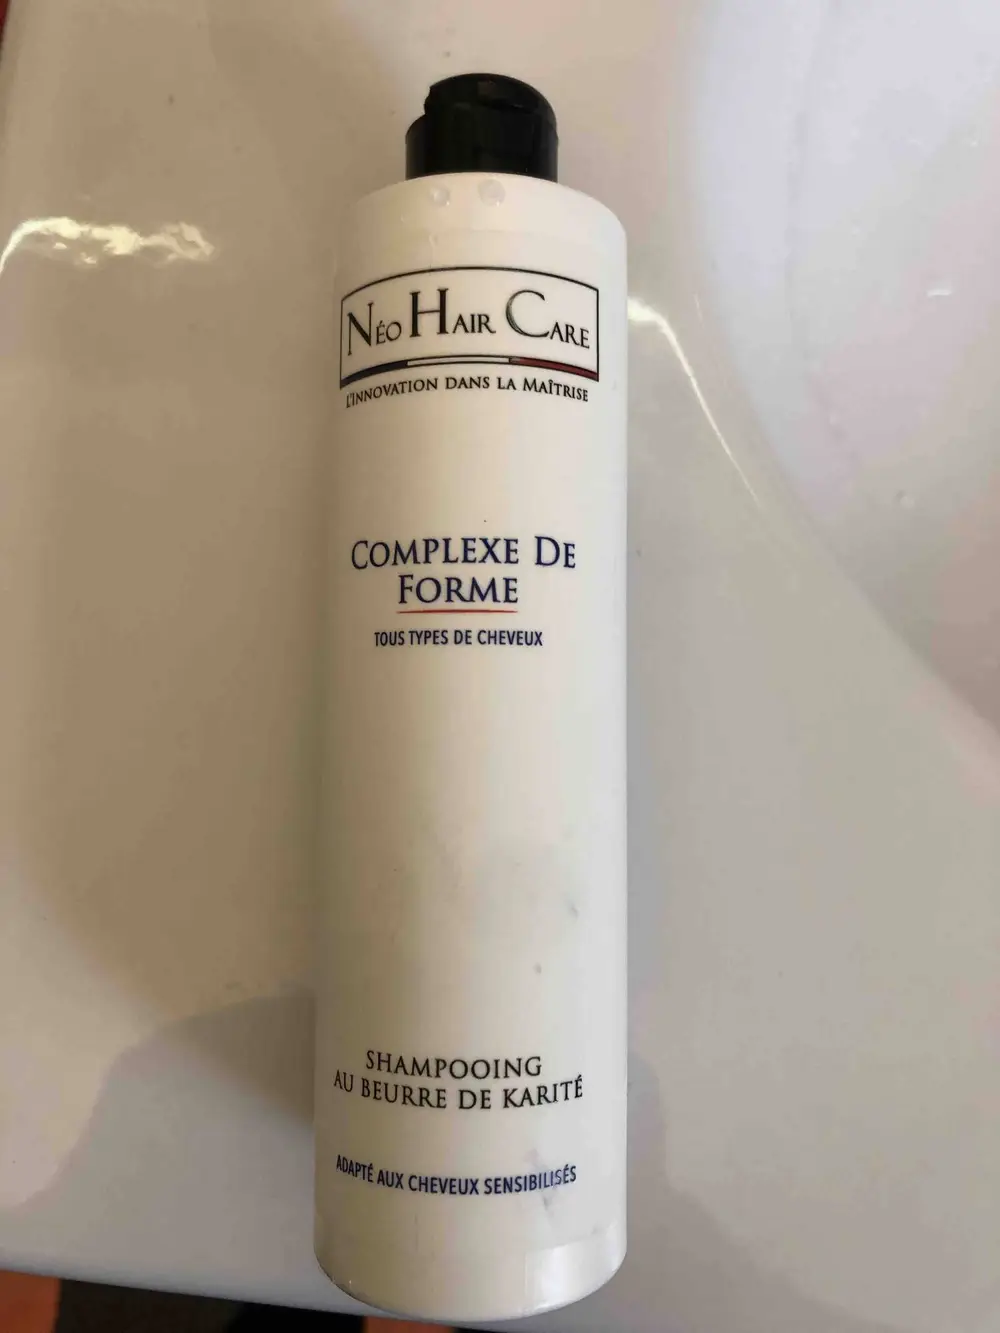 NÉO HAIR CARE
L'INNOVATION DANS LA MAÎTRISE
COMPLEXE DE
FORME
TOUS TYPES DE CHEVEUX
SHAMPOOING
AU BEURRE DE KARITÉ
ADAPTÉ AUX CHEVEUX SENSIBILISÉS